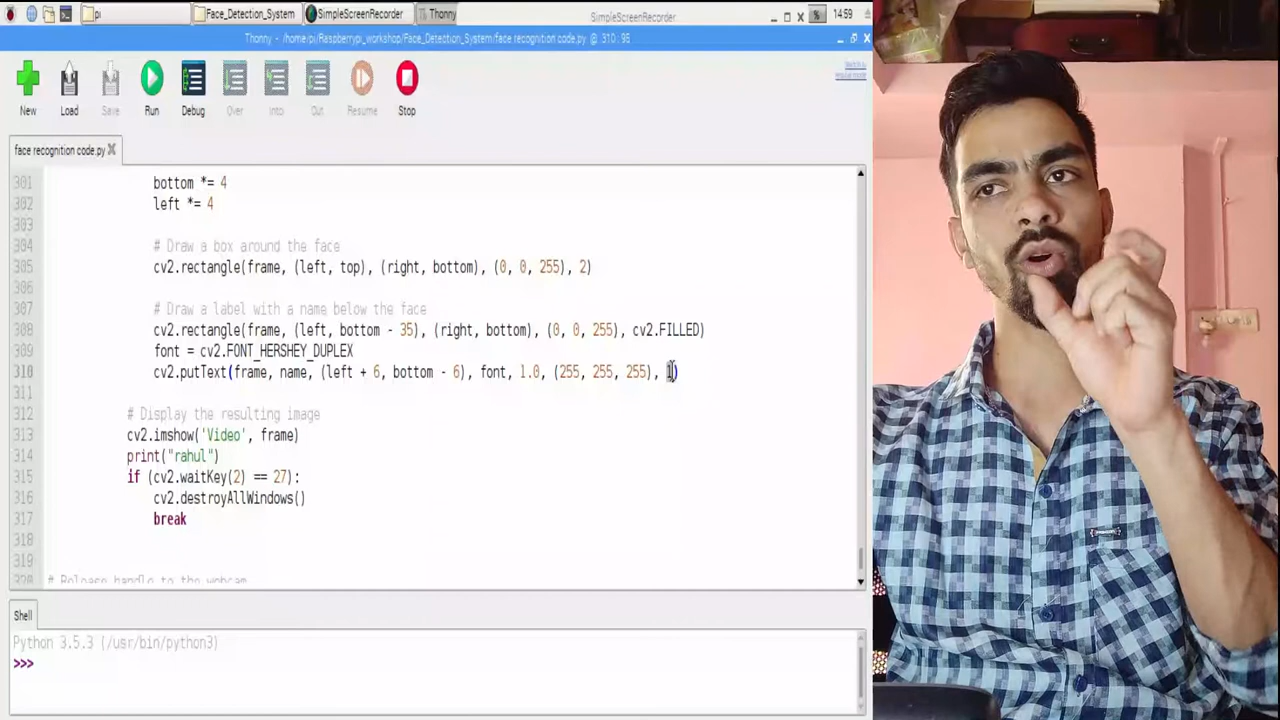 pi
Face_Detection_System
SimpleScreenRecorder
Thonny
SimpleScreenRecorder
%
14:59
Thonny - /home/pi/Raspberrypi_workshop/Face_Detection_System/face recognition code.py @ 310:95
New
Load
Save
Run
Debug
Over
Into
Out
Resume
Stop
face recognition code.py
301 bottom *= 4
302 left *= 4
303
304 # Draw a box around the face
305 cv2.rectangle(frame, (left, top), (right, bottom), (0, 0, 255), 2)
306
307 # Draw a label with a name below the face
308 cv2.rectangle(frame, (left, bottom - 35), (right, bottom), (0, 0, 255), cv2.FILLED)
309 font = cv2.FONT_HERSHEY_DUPLEX
310 cv2.putText(frame, name, (left + 6, bottom - 6), font, 1.0, (255, 255, 255), 1)
311
312 # Display the resulting image
313 cv2.imshow('Video', frame)
314 print("rahul")
315 if (cv2.waitKey(2) == 27):
316 cv2.destroyAllWindows()
317 break
318
319
320 # Release handle to the webcam
Shell
Python 3.5.3 (/usr/bin/python3)
>>>